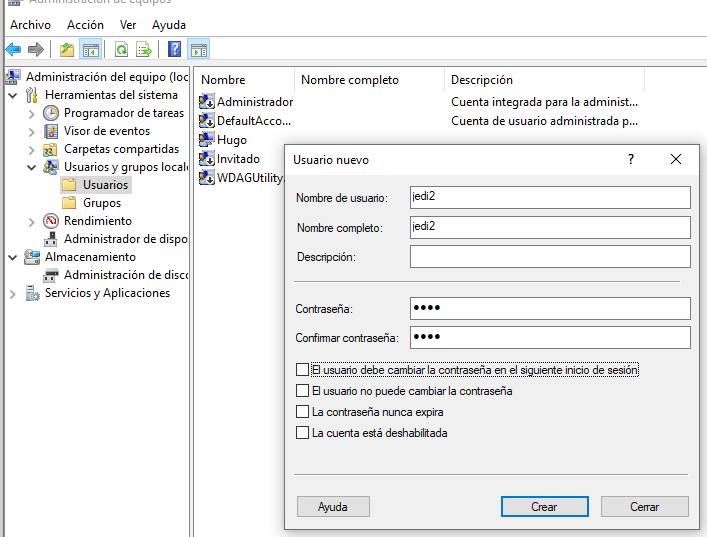 Administración de equipos
Archivo Acción Ver Ayuda
Administración del equipo (loc
Herramientas del sistema
Programador de tareas
Visor de eventos
Carpetas compartidas
Usuarios y grupos locale
Usuarios
Grupos
Rendimiento
Administrador de dispo
Almacenamiento
Administración de disco
Servicios y Aplicaciones
Nombre Nombre completo Descripción
Administrador Cuenta integrada para la administ...
DefaultAcco... Cuenta de usuario administrada p...
Hugo
Invitado
WDAGUtility
Usuario nuevo
Nombre de usuario: jedi2
Nombre completo: jedi2
Descripción:
Contraseña: ●●●●
Confirmar contraseña: ●●●●
El usuario debe cambiar la contraseña en el siguiente inicio de sesión
El usuario no puede cambiar la contraseña
La contraseña nunca expira
La cuenta está deshabilitada
Ayuda Crear Cerrar